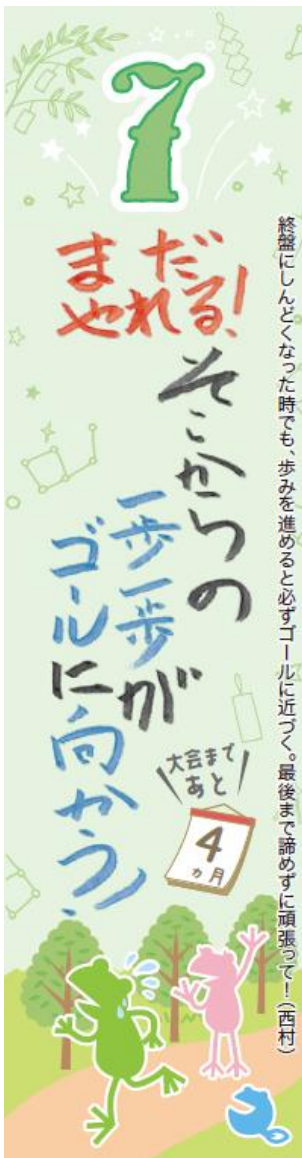 7
まだ
やれる!
そこからの
一歩一歩が
ゴールに向かう!
大会まで
あと
4
カ月
終盤にしんどくなった時でも、歩みを進めると必ずゴールに近づく。最後まで諦めずに頑張って!(西村)